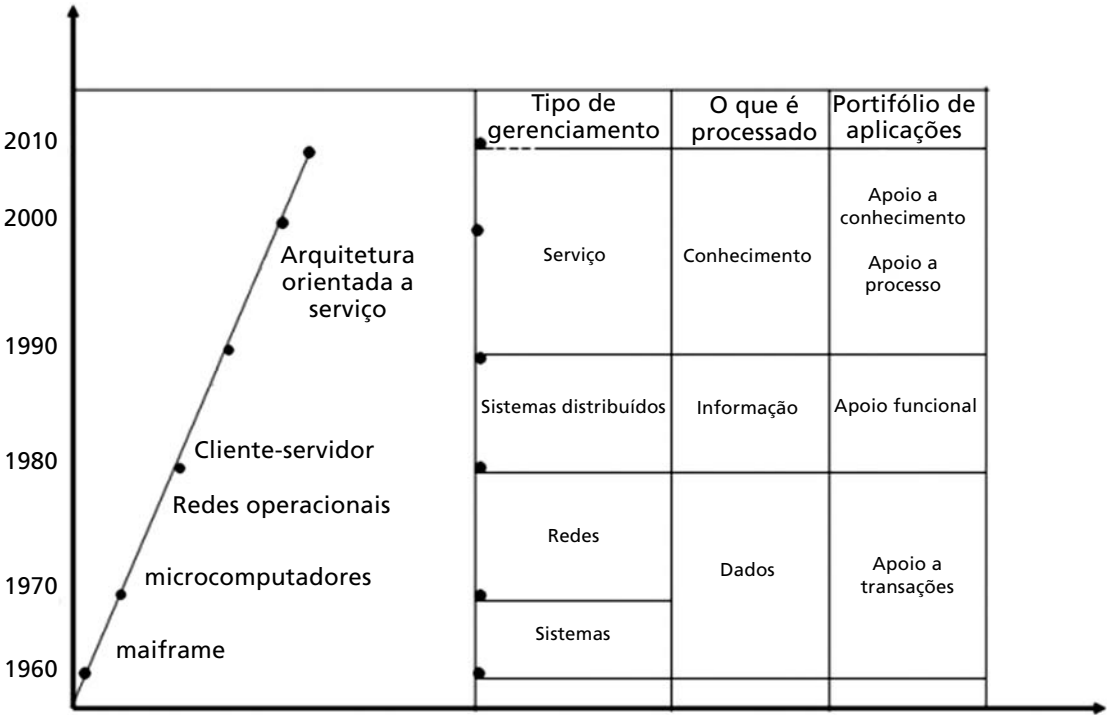 Tipo de
gerenciamento
O que é
processado
Portifólio de
aplicações
2010
2000
1990
1980
1970
1960
Arquitetura
orientada a
serviço
Cliente-servidor
Redes operacionais
microcomputadores
maiframe
Serviço
Conhecimento
Apoio a
conhecimento
Apoio a
processo
Sistemas distribuídos
Informação
Apoio funcional
Redes
Dados
Apoio a
transações
Sistemas